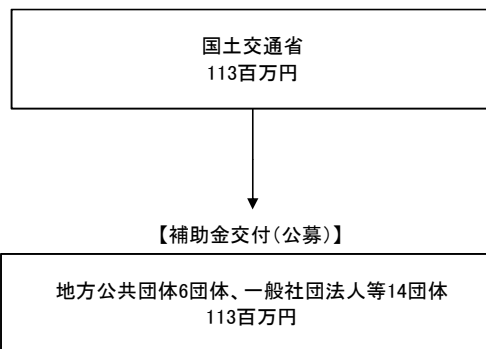 国土交通省
113百万円
【補助金交付(公募)】
地方公共団体6団体、一般社団法人等14団体
113百万円